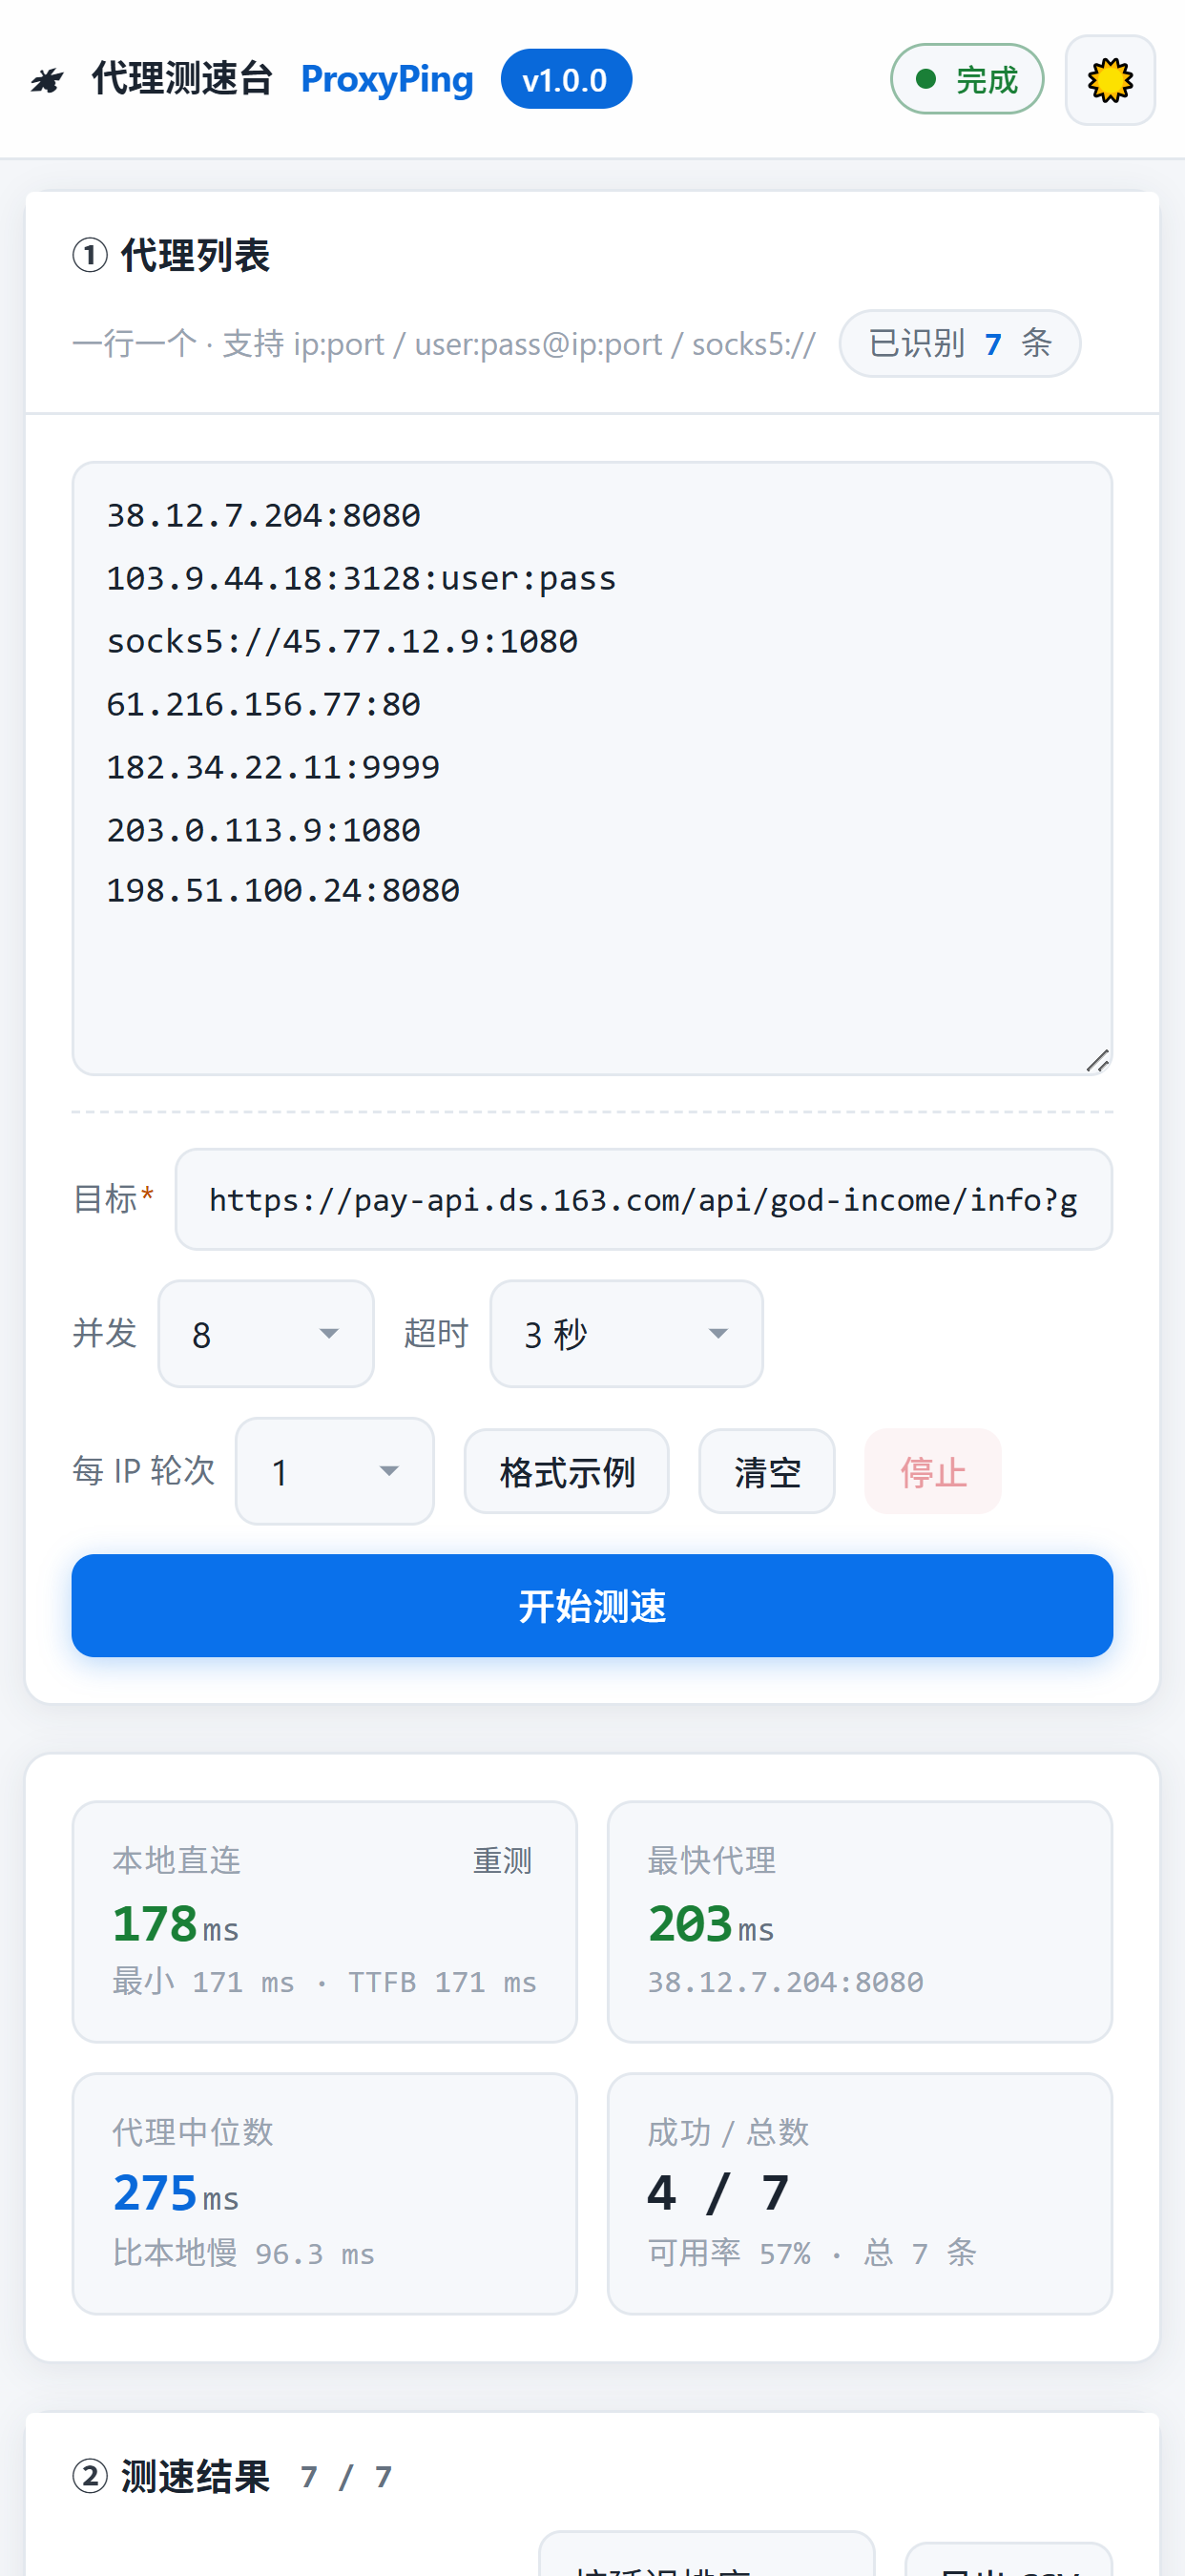 代理测速台 ProxyPing v1.0.0 完成
① 代理列表
一行一个 · 支持 ip:port / user:pass@ip:port / socks5:// 已识别 7 条
38.12.7.204:8080
103.9.44.18:3128:user:pass
socks5://45.77.12.9:1080
61.216.156.77:80
182.34.22.11:9999
203.0.113.9:1080
198.51.100.24:8080
目标* https://pay-api.ds.163.com/api/god-income/info?g
并发 8 超时 3 秒
每 IP 轮次 1 格式示例 清空 停止
开始测速
本地直连 重测
178 ms
最小 171 ms · TTFB 171 ms
最快代理
203 ms
38.12.7.204:8080
代理中位数
275 ms
比本地慢 96.3 ms
成功 / 总数
4 / 7
可用率 57% · 总 7 条
② 测速结果 7 / 7